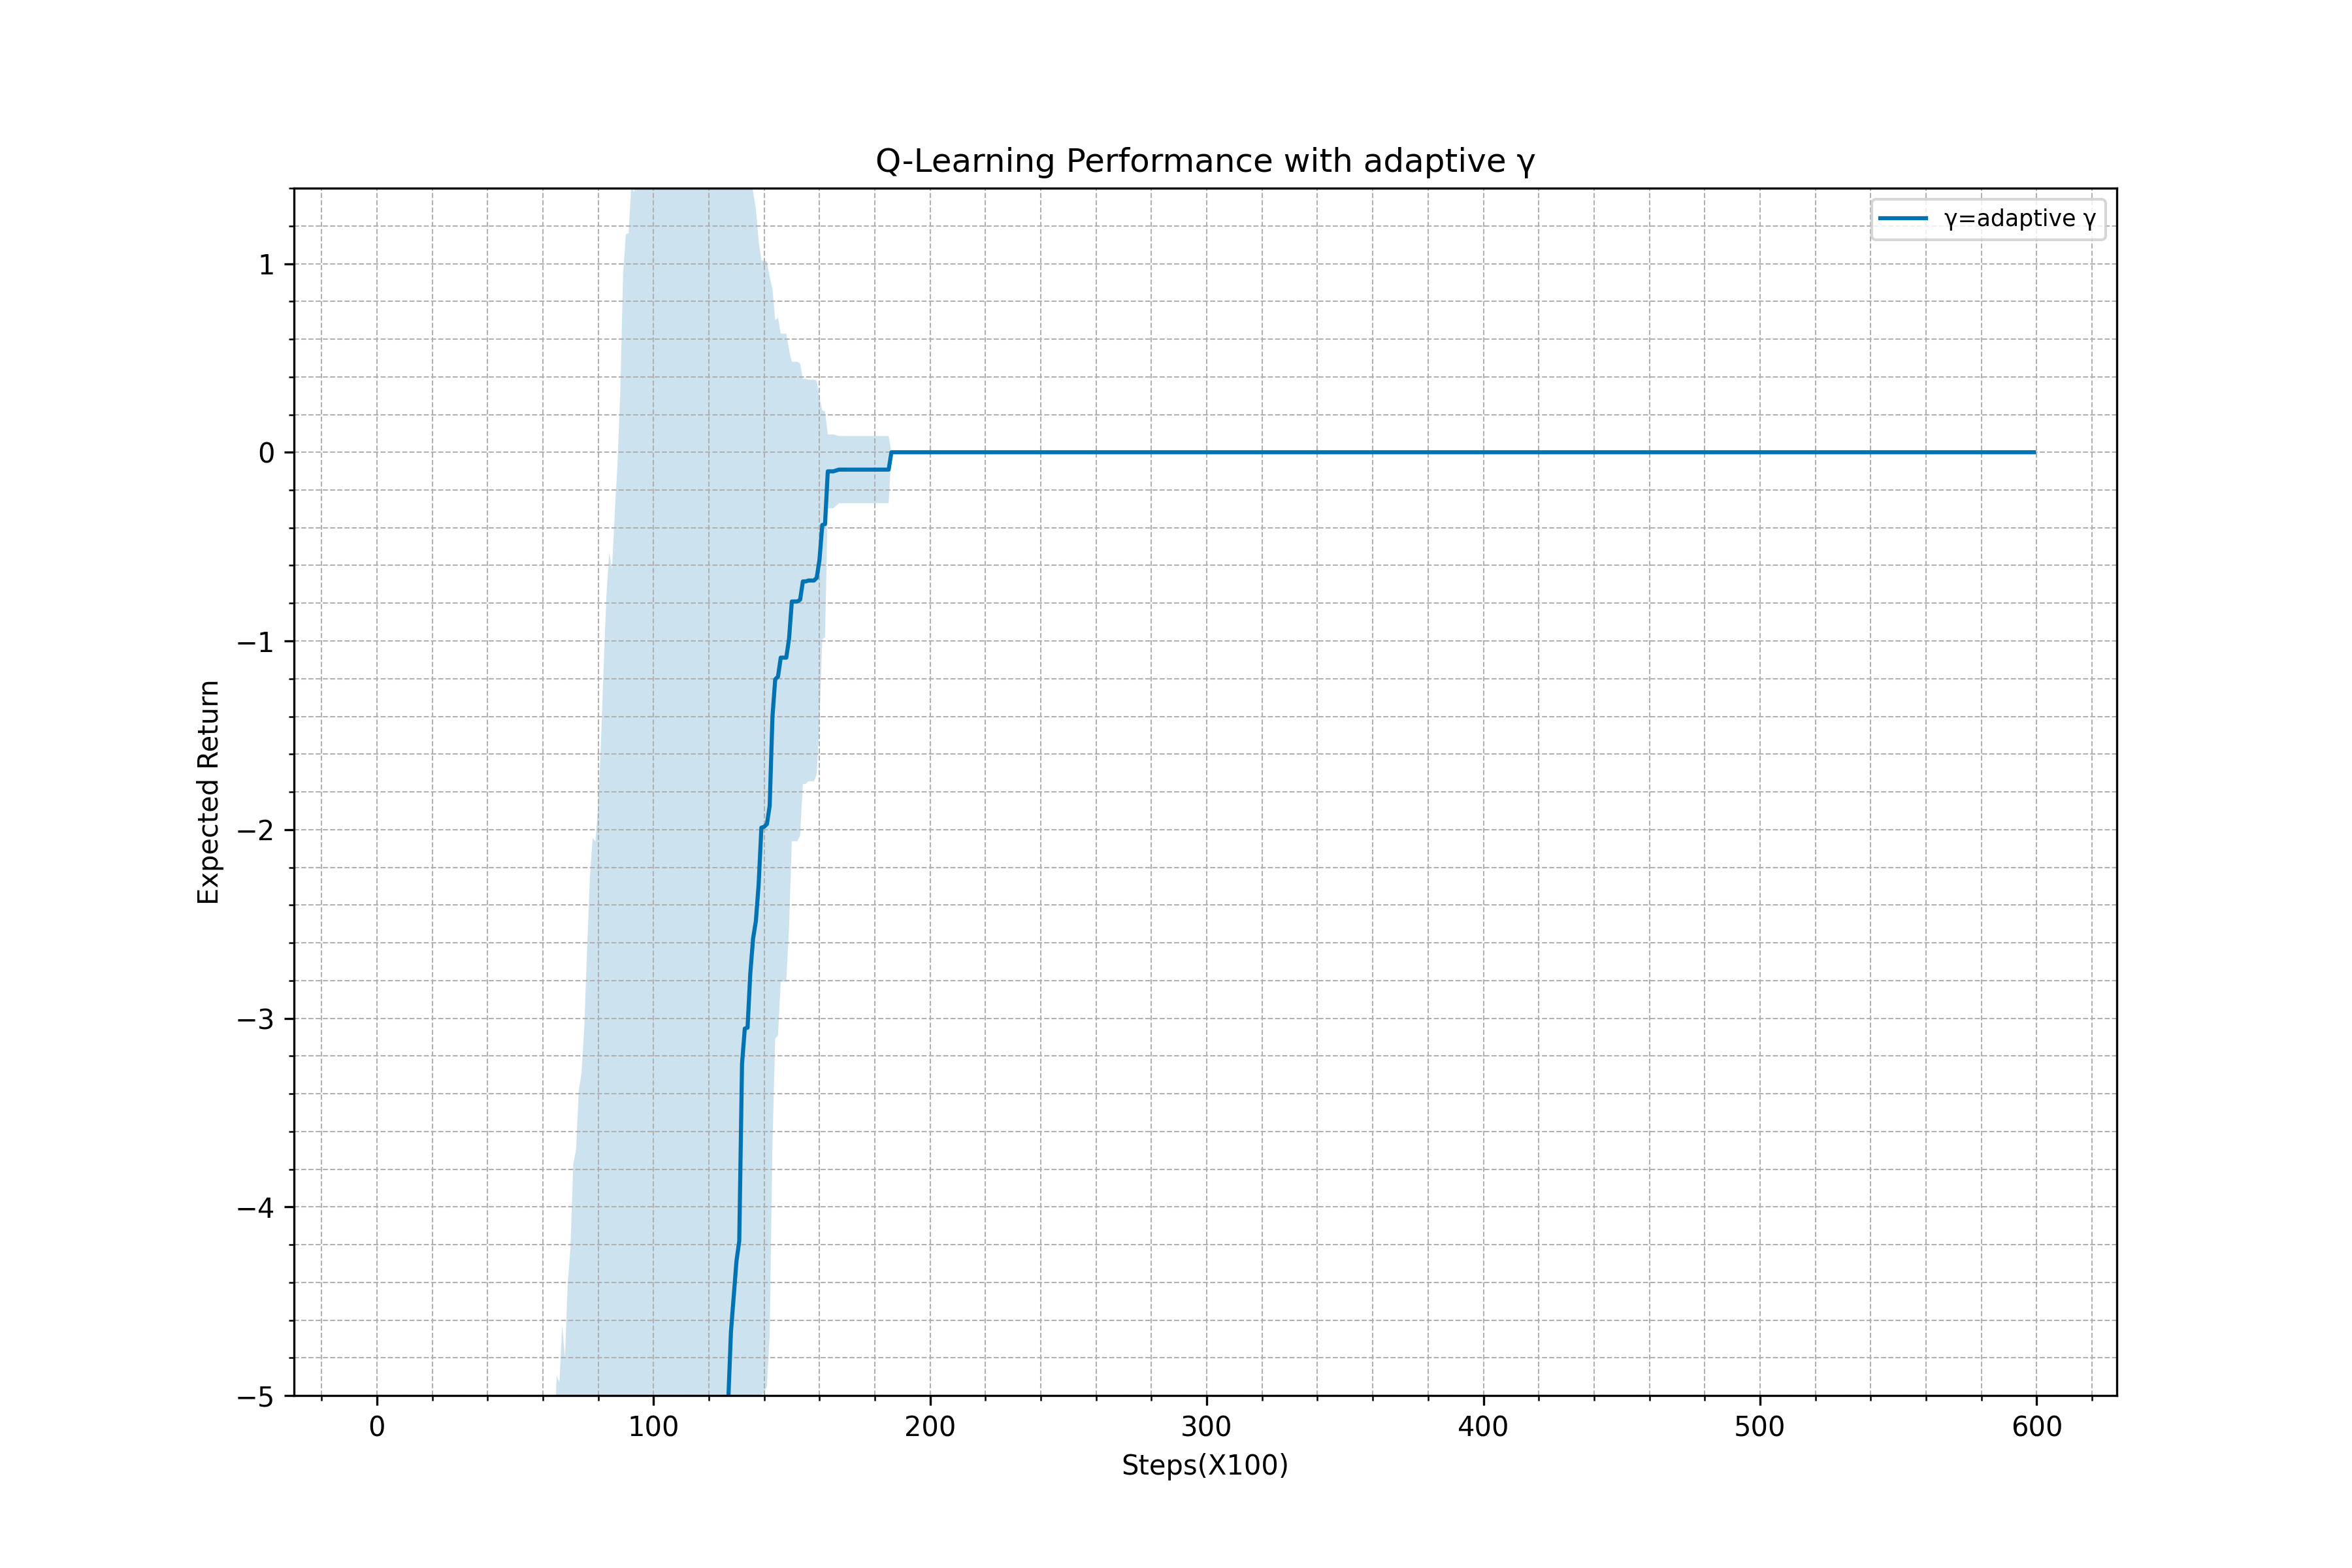 Q-Learning Performance with adaptive γ
γ=adaptive γ
1
0
−1
−2
−3
−4
−5
Expected Return
0 100 200 300 400 500 600
Steps(X100)